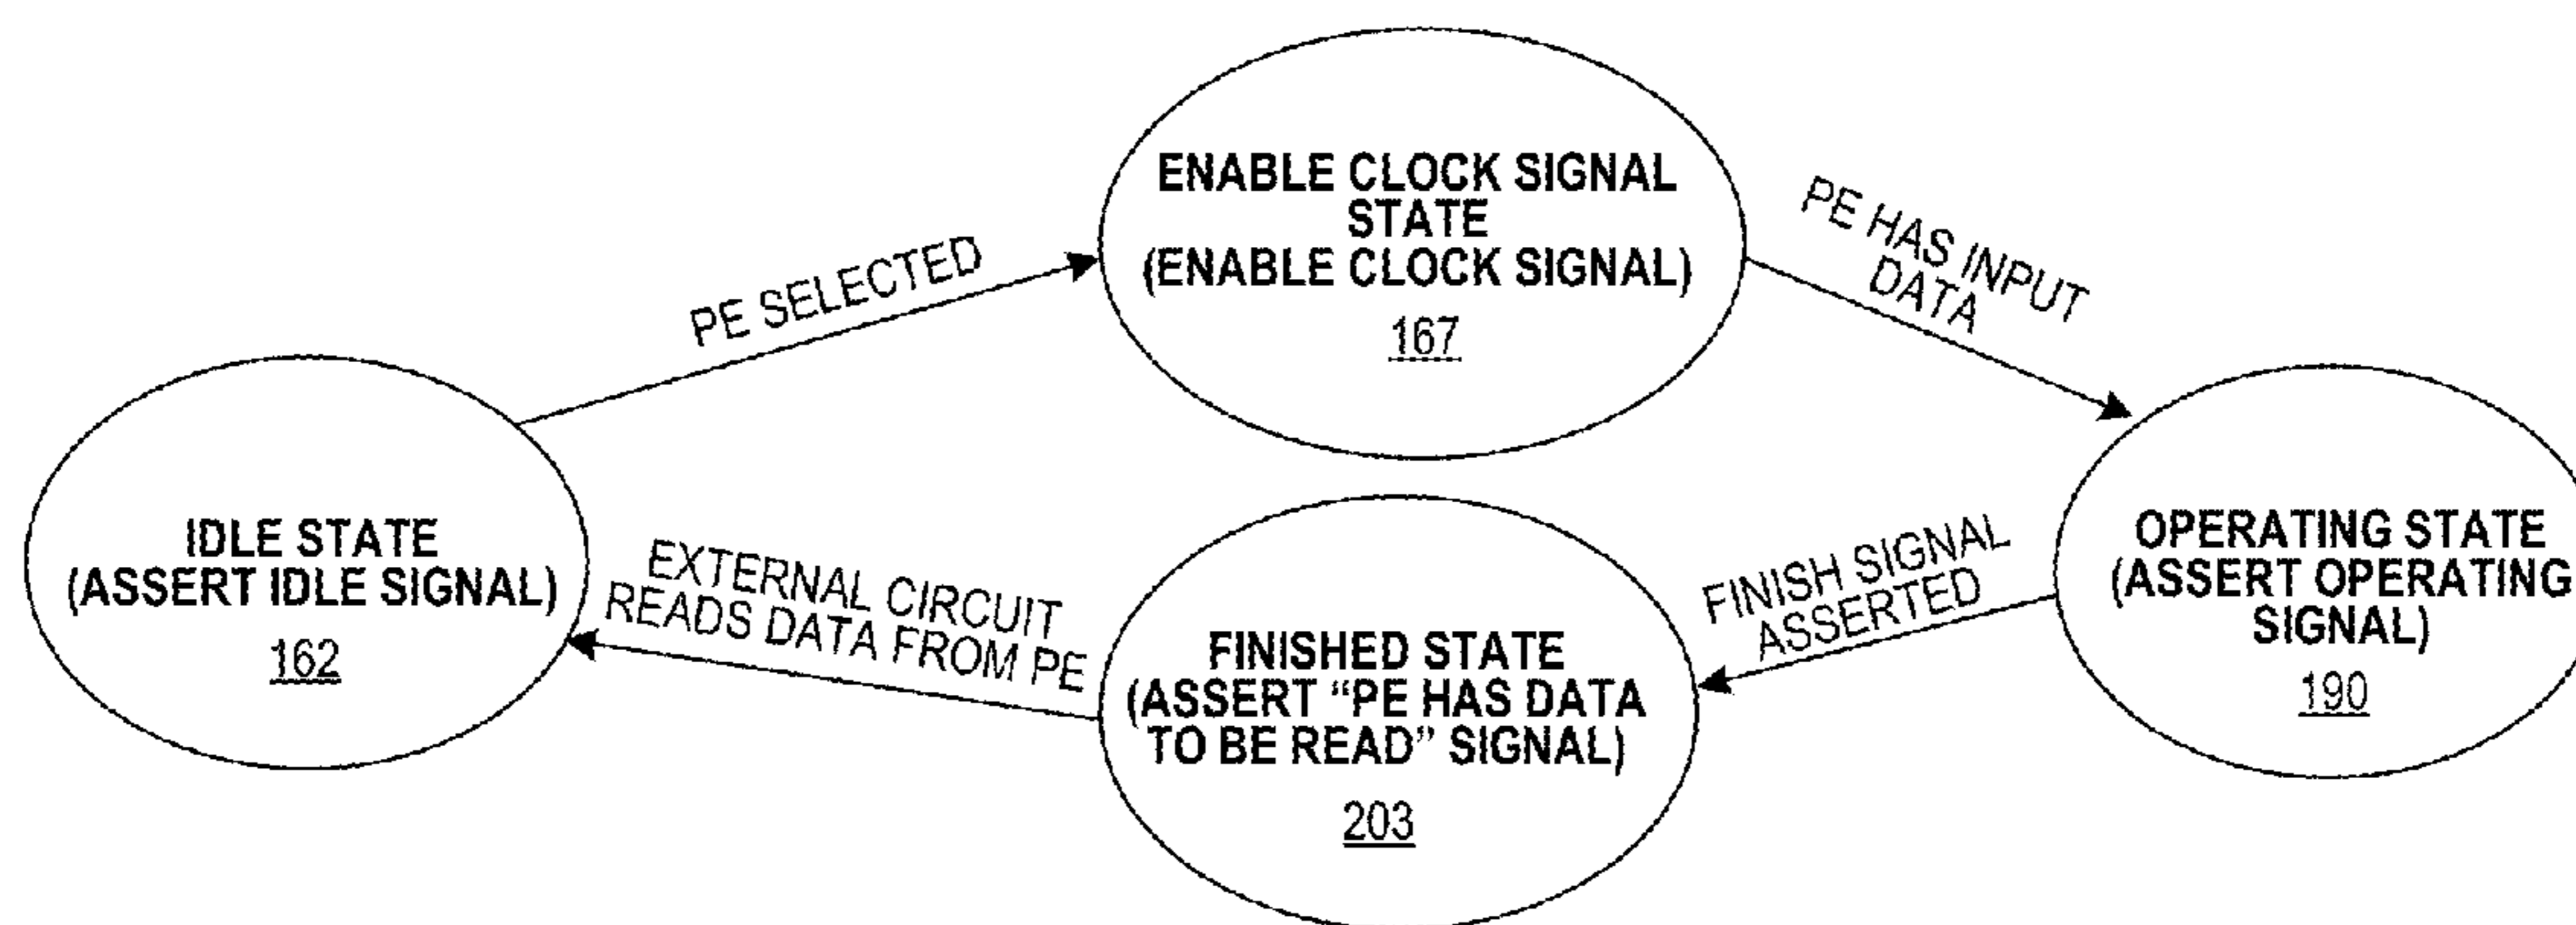 ENABLE CLOCK SIGNAL
STATE
(ENABLE CLOCK SIGNAL)
167
PE SELECTED
PE HAS INPUT
DATA
IDLE STATE
(ASSERT IDLE SIGNAL)
162
EXTERNAL CIRCUIT
READS DATA FROM PE
FINISHED STATE
(ASSERT “PE HAS DATA
TO BE READ” SIGNAL)
203
FINISH SIGNAL
ASSERTED
OPERATING STATE
(ASSERT OPERATING
SIGNAL)
190